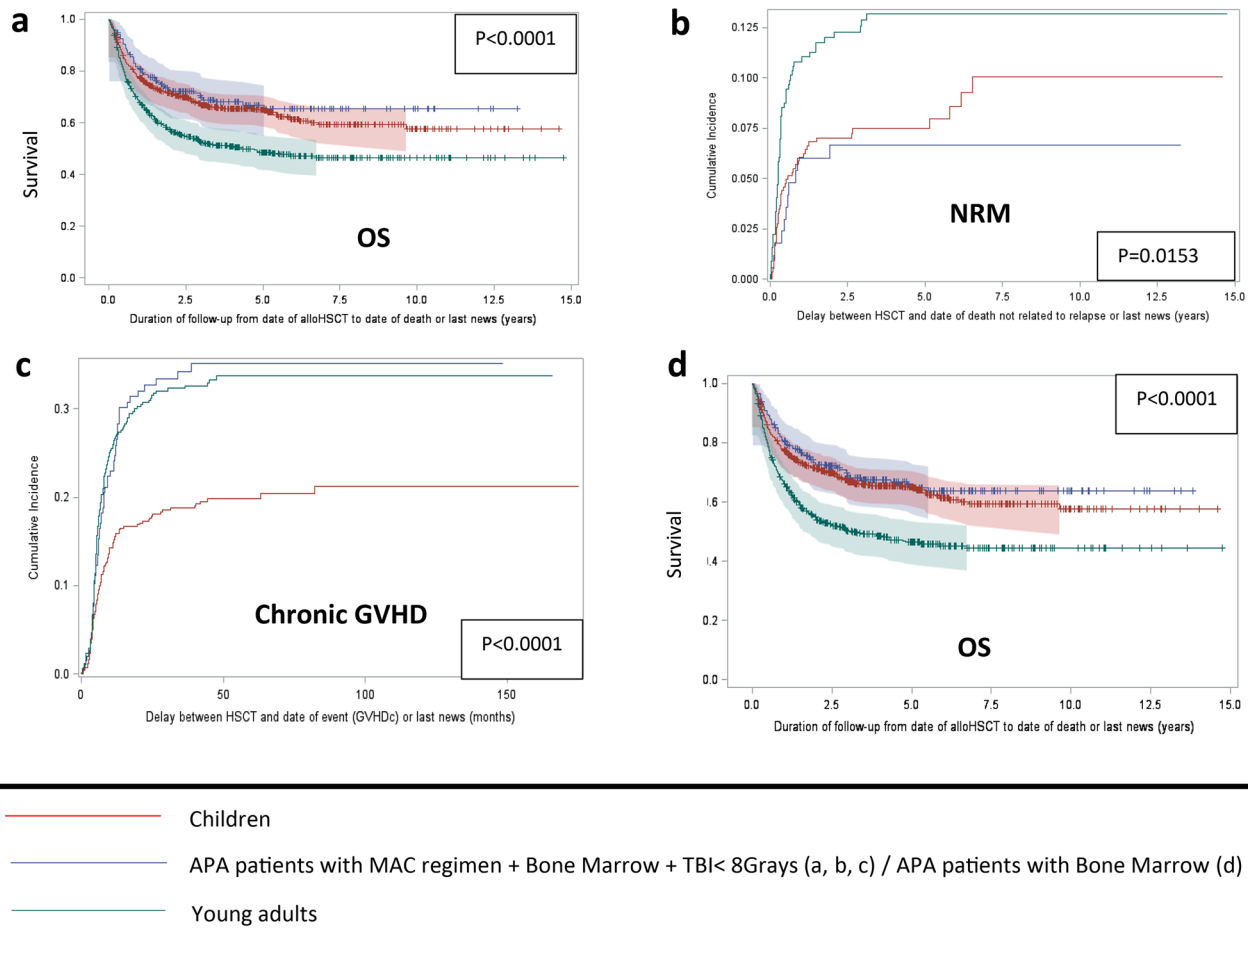 a
P<0.0001
1.0
0.8
0.6
0.4
0.2
0.0
Survival
OS
0.0 2.5 5.0 7.5 10.0 12.5 15.0
Duration of follow-up from date of alloHSCT to date of death or last news (years)
b
0.125
0.100
0.075
0.050
0.025
0.000
Cumulative Incidence
NRM
P=0.0153
0.0 2.5 5.0 7.5 10.0 12.5 15.0
Delay between HSCT and date of death not related to relapse or last news (years)
c
0.3
0.2
0.1
0.0
Cumulative Incidence
Chronic GVHD
P<0.0001
0 50 100 150
Delay between HSCT and date of event (GVHDc) or last news (months)
d
P<0.0001
1.0
0.8
0.6
0.4
0.2
0.0
Survival
OS
0.0 2.5 5.0 7.5 10.0 12.5 15.0
Duration of follow-up from date of alloHSCT to date of death or last news (years)
Children
APA patients with MAC regimen + Bone Marrow + TBI< 8Grays (a, b, c) / APA patients with Bone Marrow (d)
Young adults